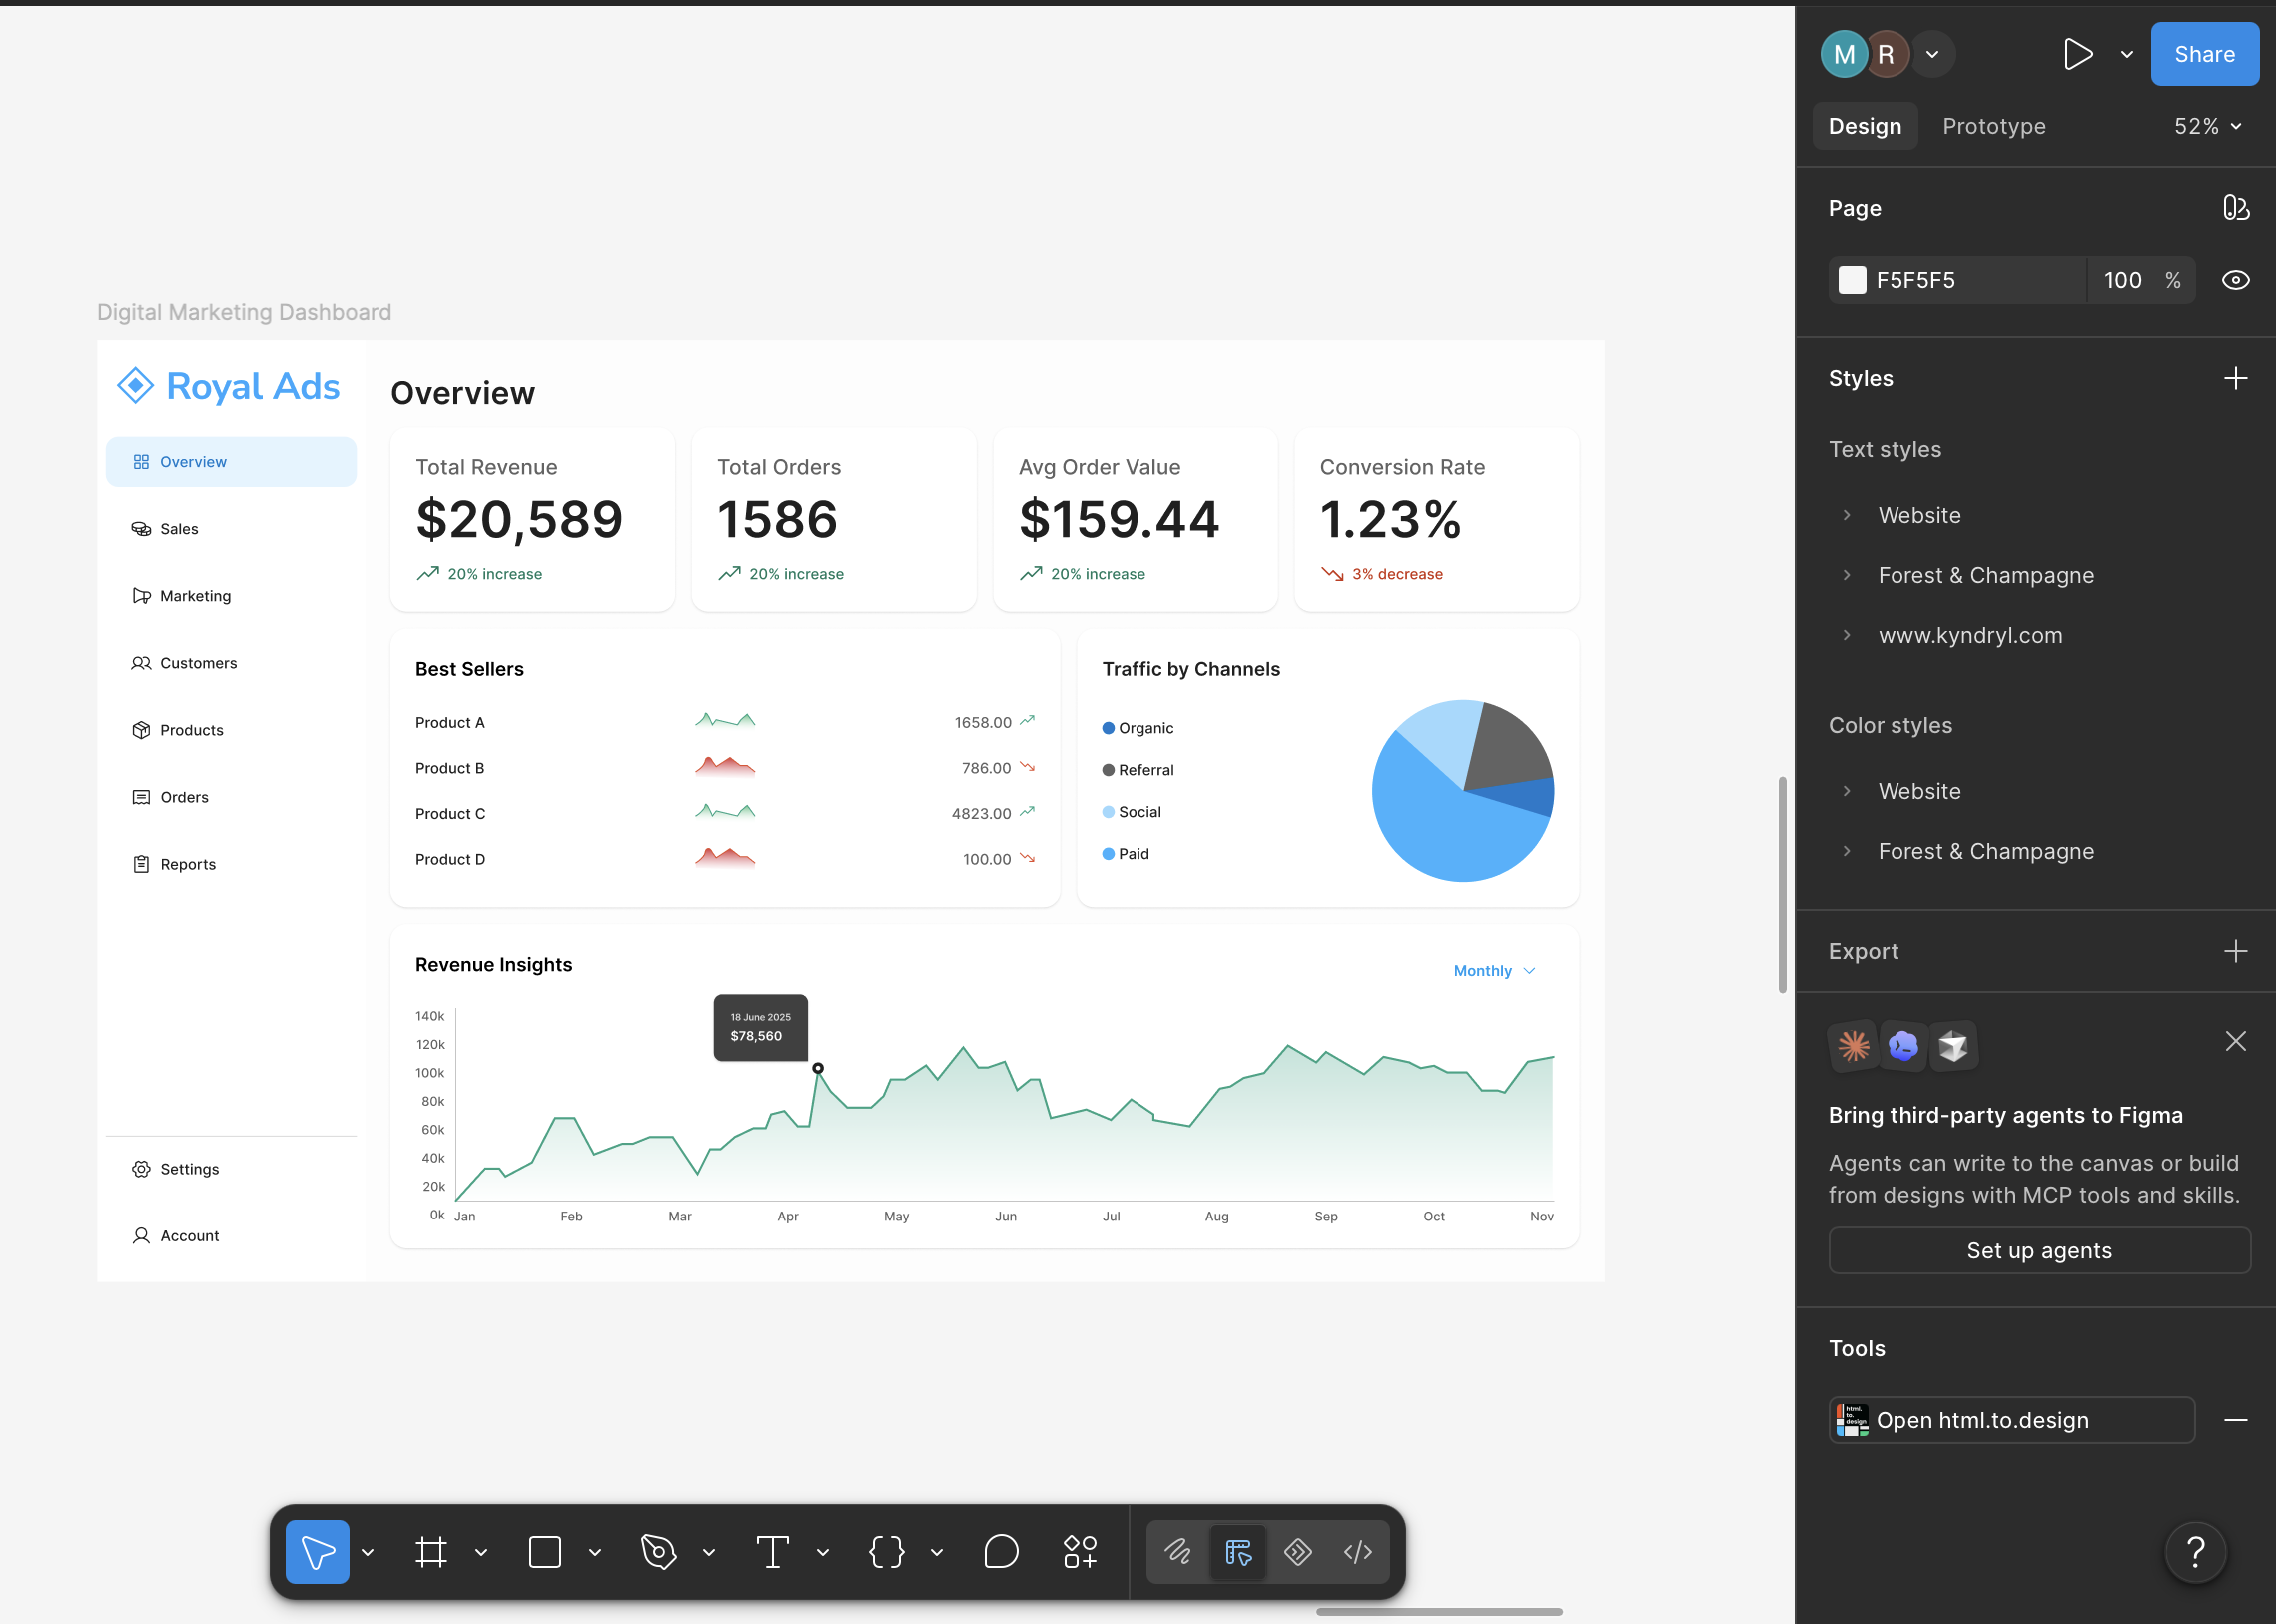 Digital Marketing Dashboard
Royal Ads
Overview
Sales
Marketing
Customers
Products
Orders
Reports
Settings
Account
Overview
Total Revenue
$20,589
20% increase
Total Orders
1586
20% increase
Avg Order Value
$159.44
20% increase
Conversion Rate
1.23%
3% decrease
Best Sellers
Product A 1658.00
Product B 786.00
Product C 4823.00
Product D 100.00
Traffic by Channels
Organic
Referral
Social
Paid
Revenue Insights
Monthly
18 June 2025
$78,560
140k
120k
100k
80k
60k
40k
20k
0k
Jan Feb Mar Apr May Jun Jul Aug Sep Oct Nov
M R
Share
Design Prototype 52%
Page
F5F5F5 100 %
Styles
Text styles
Website
Forest & Champagne
www.kyndryl.com
Color styles
Website
Forest & Champagne
Export
Bring third-party agents to Figma
Agents can write to the canvas or build
from designs with MCP tools and skills.
Set up agents
Tools
html.
to.
design
Open html.to.design
?